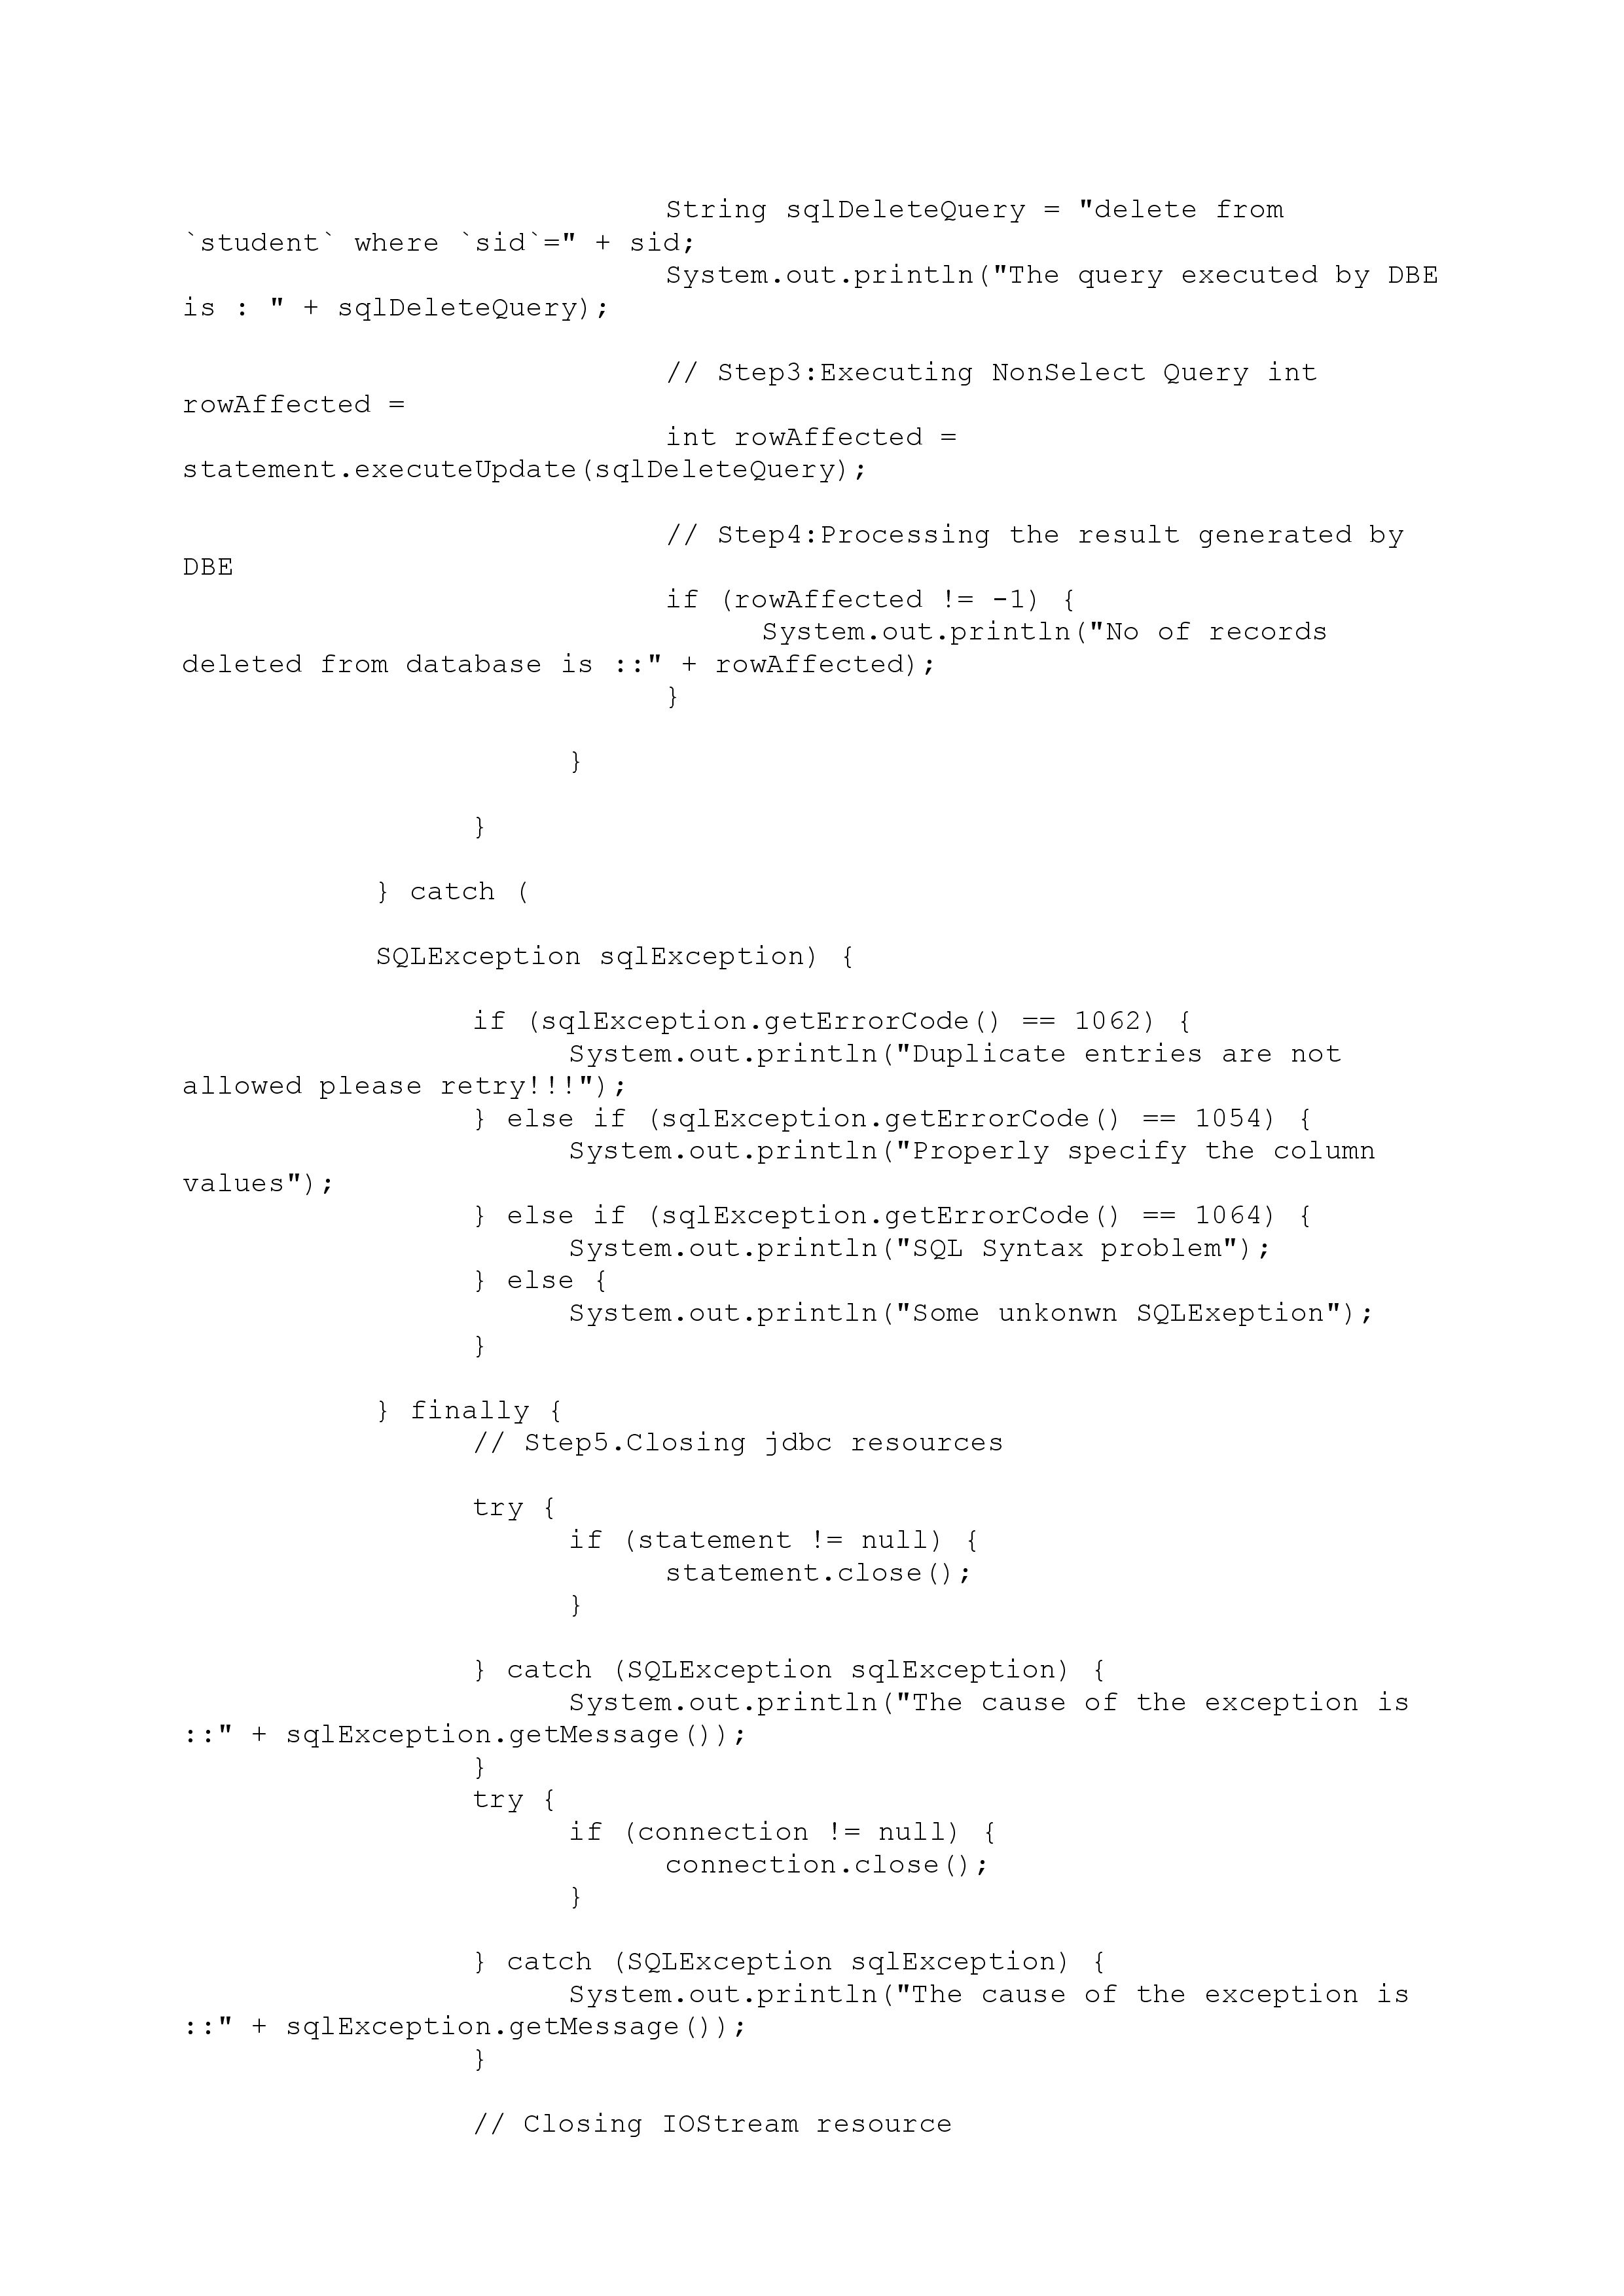 String sqlDeleteQuery = "delete from
`student` where `sid`=" + sid;
System.out.println("The query executed by DBE
is : " + sqlDeleteQuery);
// Step3:Executing NonSelect Query int
rowAffected =
int rowAffected =
statement.executeUpdate(sqlDeleteQuery);
// Step4:Processing the result generated by
DBE
if (rowAffected != -1) {
System.out.println("No of records
deleted from database is ::" + rowAffected);
}
}
}
} catch (
SQLException sqlException) {
if (sqlException.getErrorCode() == 1062) {
System.out.println("Duplicate entries are not
allowed please retry!!!");
} else if (sqlException.getErrorCode() == 1054) {
System.out.println("Properly specify the column
values");
} else if (sqlException.getErrorCode() == 1064) {
System.out.println("SQL Syntax problem");
} else {
System.out.println("Some unkonwn SQLExeption");
}
} finally {
// Step5.Closing jdbc resources
try {
if (statement != null) {
statement.close();
}
} catch (SQLException sqlException) {
System.out.println("The cause of the exception is
::" + sqlException.getMessage());
}
try {
if (connection != null) {
connection.close();
}
} catch (SQLException sqlException) {
System.out.println("The cause of the exception is
::" + sqlException.getMessage());
}
// Closing IOStream resource